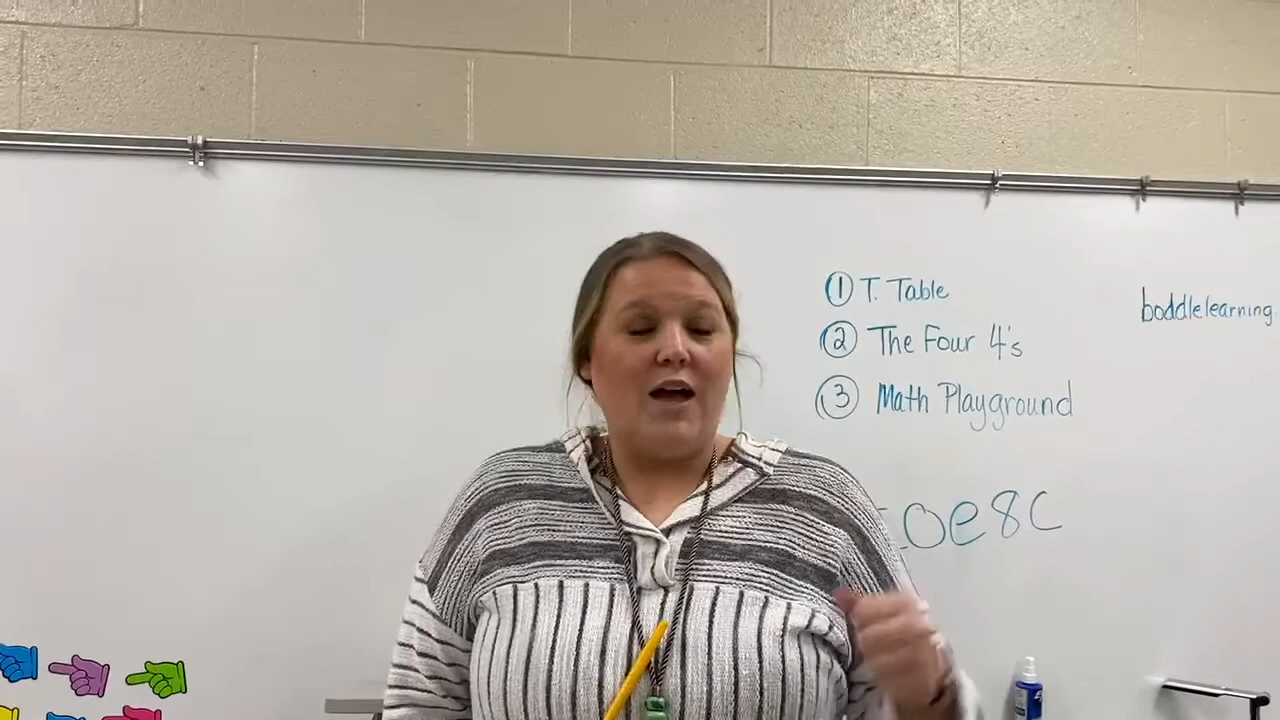 ① T. Table
② The Four 4's
③ Math Playground
boddlelearning.
oe8c